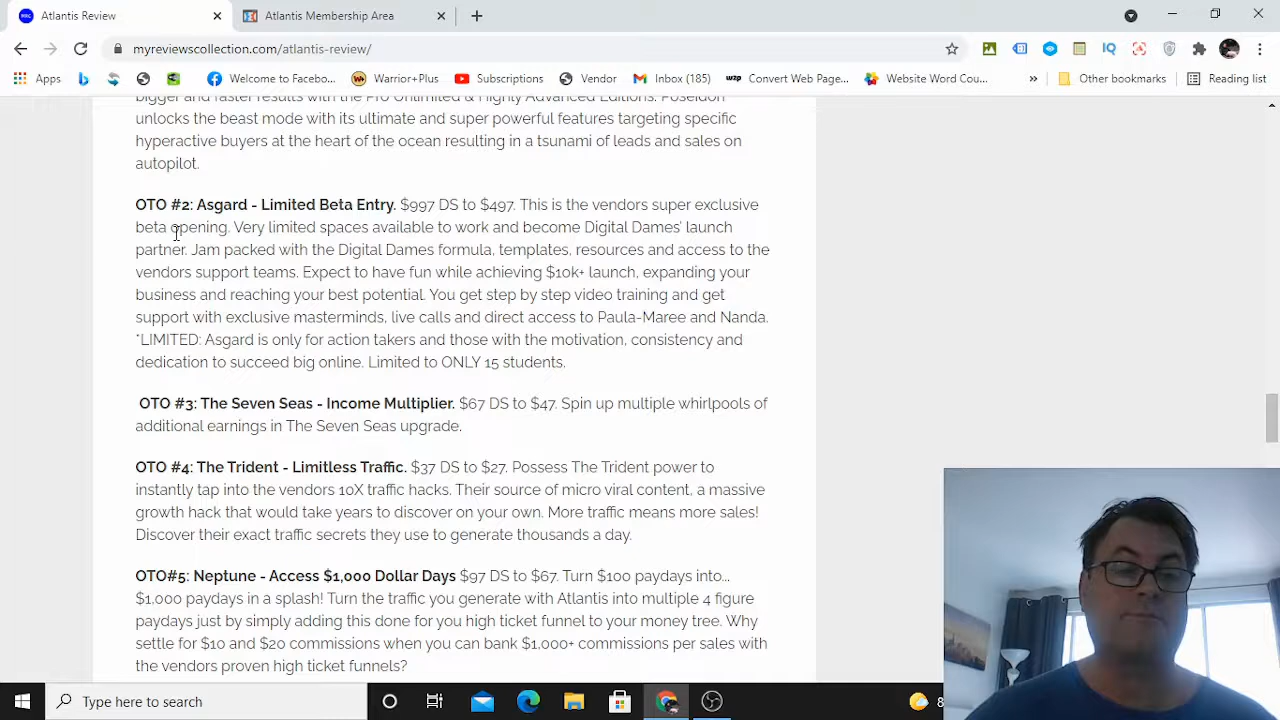 Atlantis Review
Atlantis Membership Area
myreviewscollection.com/atlantis-review/
Apps
Welcome to Facebo...
Warrior+Plus
Subscriptions
Vendor
Inbox (185)
Convert Web Page...
Website Word Cou...
»
Other bookmarks
Reading list
bigger and faster results with the Pro Unlimited & Highly Advanced Editions. Poseidon
unlocks the beast mode with its ultimate and super powerful features targeting specific
hyperactive buyers at the heart of the ocean resulting in a tsunami of leads and sales on
autopilot.
OTO #2: Asgard - Limited Beta Entry. $997 DS to $497. This is the vendors super exclusive
beta opening. Very limited spaces available to work and become Digital Dames' launch
partner. Jam packed with the Digital Dames formula, templates, resources and access to the
vendors support teams. Expect to have fun while achieving $10k+ launch, expanding your
business and reaching your best potential. You get step by step video training and get
support with exclusive masterminds, live calls and direct access to Paula-Maree and Nanda.
*LIMITED: Asgard is only for action takers and those with the motivation, consistency and
dedication to succeed big online. Limited to ONLY 15 students.
OTO #3: The Seven Seas - Income Multiplier. $67 DS to $47. Spin up multiple whirlpools of
additional earnings in The Seven Seas upgrade.
OTO #4: The Trident - Limitless Traffic. $37 DS to $27. Possess The Trident power to
instantly tap into the vendors 10X traffic hacks. Their source of micro viral content, a massive
growth hack that would take years to discover on your own. More traffic means more sales!
Discover their exact traffic secrets they use to generate thousands a day.
OTO#5: Neptune - Access $1,000 Dollar Days $97 DS to $67. Turn $100 paydays into...
$1,000 paydays in a splash! Turn the traffic you generate with Atlantis into multiple 4 figure
paydays just by simply adding this done for you high ticket funnel to your money tree. Why
settle for $10 and $20 commissions when you can bank $1,000+ commissions per sales with
the vendors proven high ticket funnels?
Type here to search
8